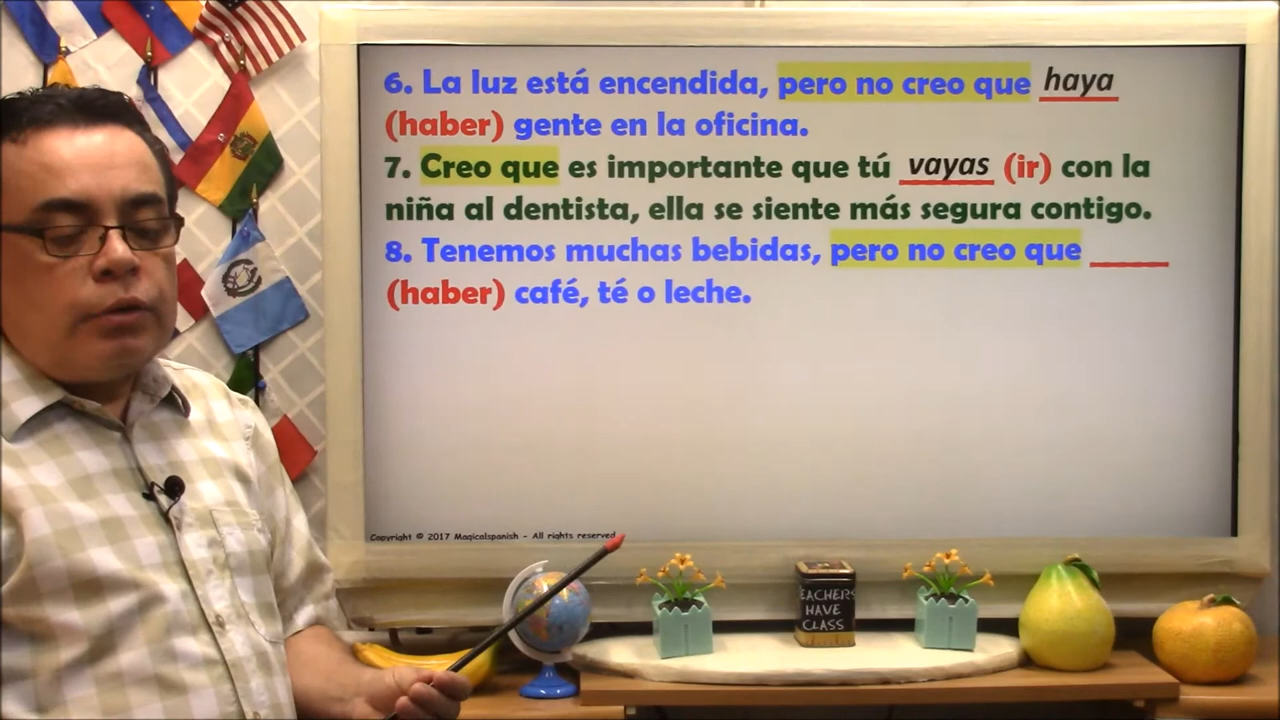 6. La luz está encendida, pero no creo que haya
(haber) gente en la oficina.
7. Creo que es importante que tú vayas (ir) con la
niña al dentista, ella se siente más segura contigo.
8. Tenemos muchas bebidas, pero no creo que ______
(haber) café, té o leche.
Copyright © 2017 Magicalspanish - All rights reserved
EACHERS
HAVE
CLASS